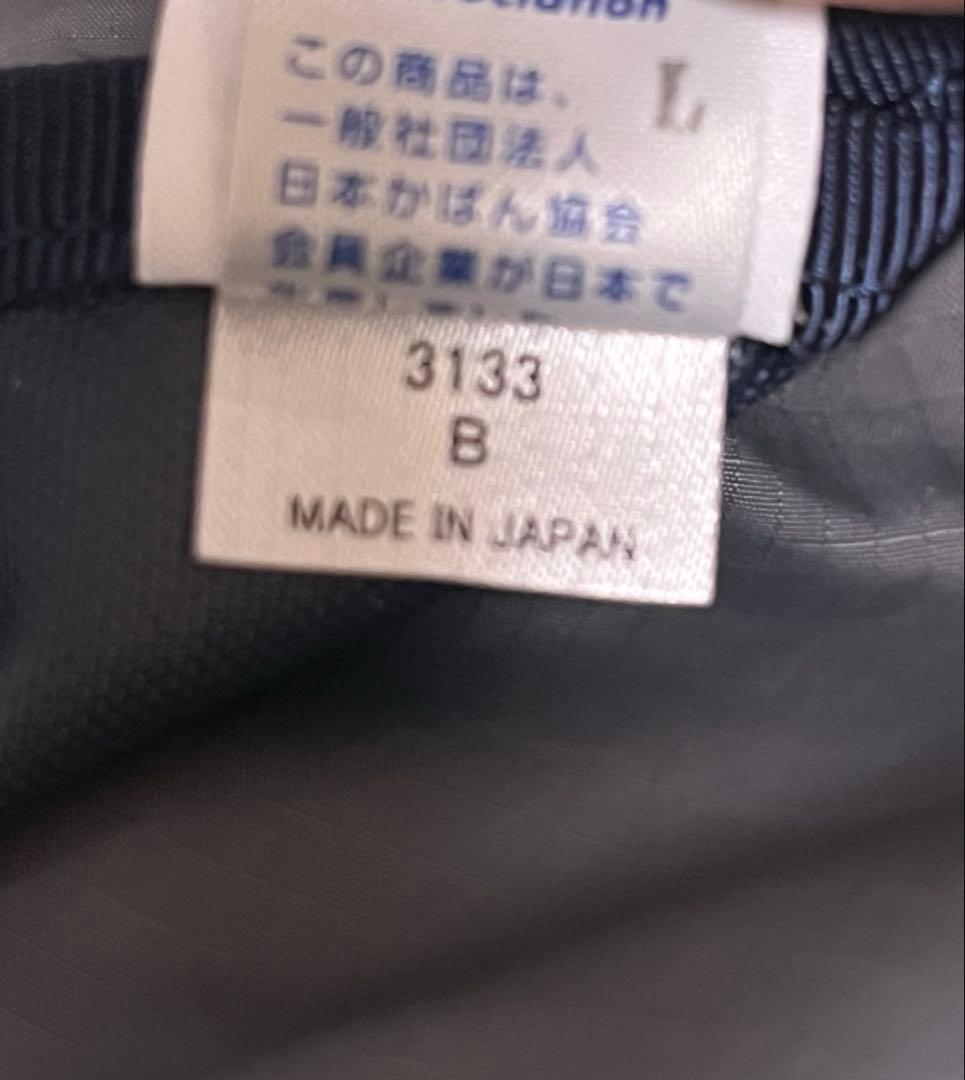 この商品は、
L
一般社団法人
日本かばん協会
会員企業が日本で
3133
B
MADE IN JAPAN